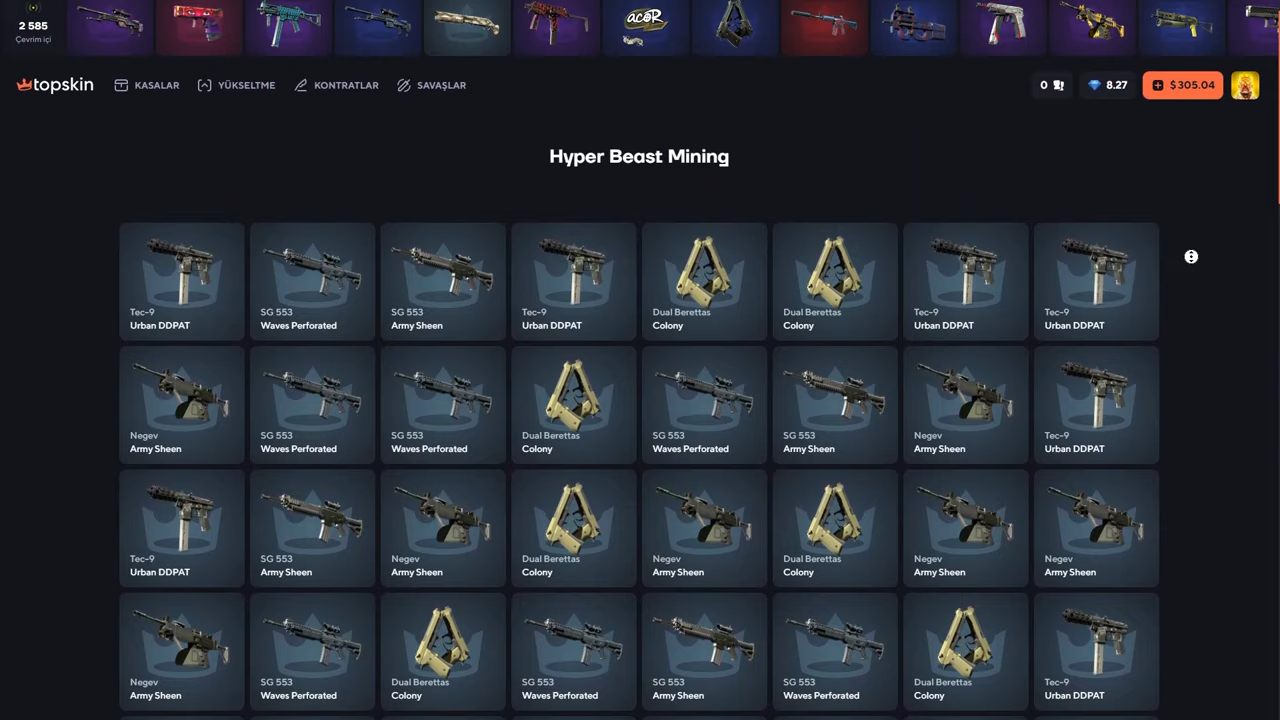 2 585
Çevrim içi
acoR
topskin
KASALAR
YÜKSELTME
KONTRATLAR
SAVAŞLAR
0
8.27
$305.04
Hyper Beast Mining
Tec-9
Urban DDPAT
SG 553
Waves Perforated
SG 553
Army Sheen
Tec-9
Urban DDPAT
Dual Berettas
Colony
Dual Berettas
Colony
Tec-9
Urban DDPAT
Tec-9
Urban DDPAT
Negev
Army Sheen
SG 553
Waves Perforated
SG 553
Waves Perforated
Dual Berettas
Colony
SG 553
Waves Perforated
SG 553
Army Sheen
Negev
Army Sheen
Tec-9
Urban DDPAT
Tec-9
Urban DDPAT
SG 553
Army Sheen
Negev
Army Sheen
Dual Berettas
Colony
Negev
Army Sheen
Dual Berettas
Colony
Negev
Army Sheen
Negev
Army Sheen
Negev
Army Sheen
SG 553
Waves Perforated
Dual Berettas
Colony
SG 553
Waves Perforated
SG 553
Army Sheen
SG 553
Waves Perforated
Dual Berettas
Colony
Tec-9
Urban DDPAT